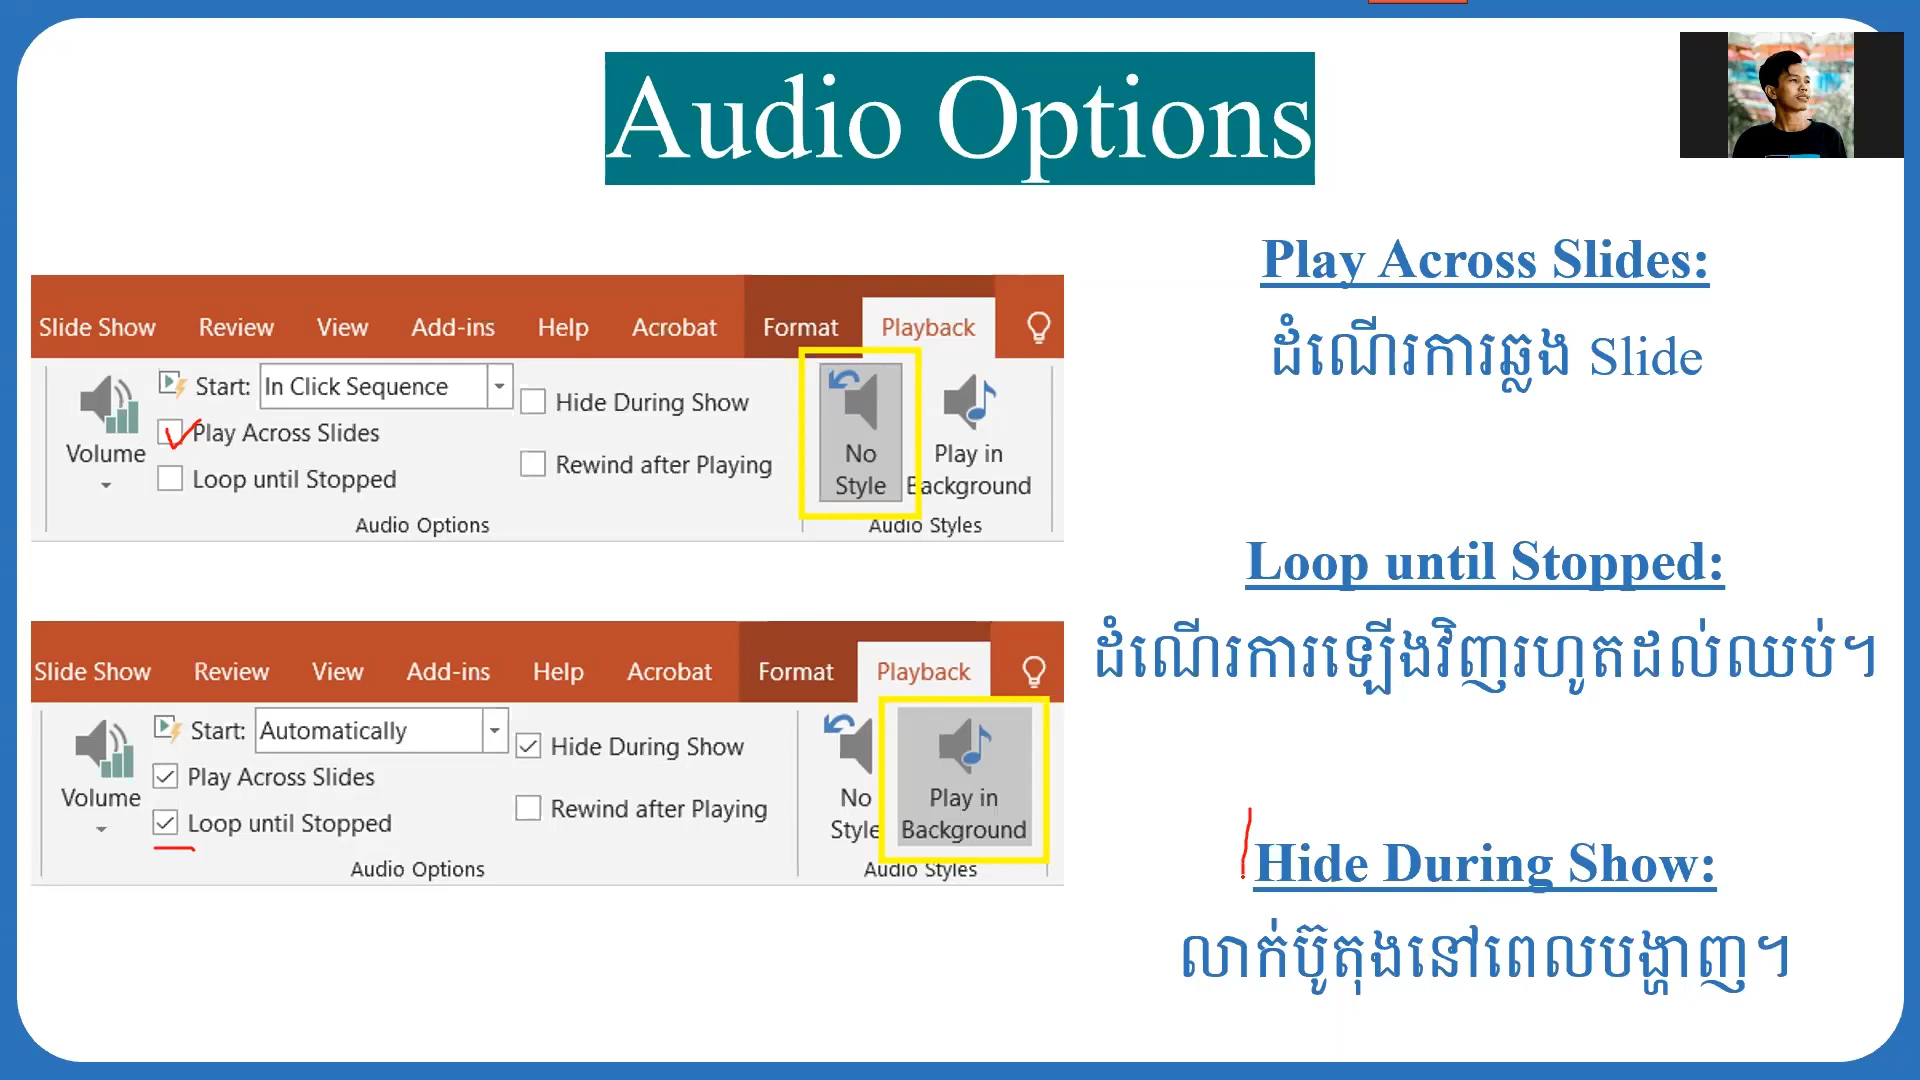 Audio Options
Slide Show Review View Add-ins Help Acrobat Format Playback
Start: In Click Sequence
Play Across Slides
Loop until Stopped
Volume
Hide During Show
Rewind after Playing
Audio Options
No Style
Play in Background
Audio Styles
Slide Show Review View Add-ins Help Acrobat Format Playback
Start: Automatically
Play Across Slides
Loop until Stopped
Volume
Hide During Show
Rewind after Playing
Audio Options
No Style
Play in Background
Audio Styles
Play Across Slides:
ដំណើរការឆ្លង Slide
Loop until Stopped:
ដំណើរការឡើងវិញរហូតដល់ឈប់។
Hide During Show:
លាក់ប៊ូតុងនៅពេលបង្ហាញ។